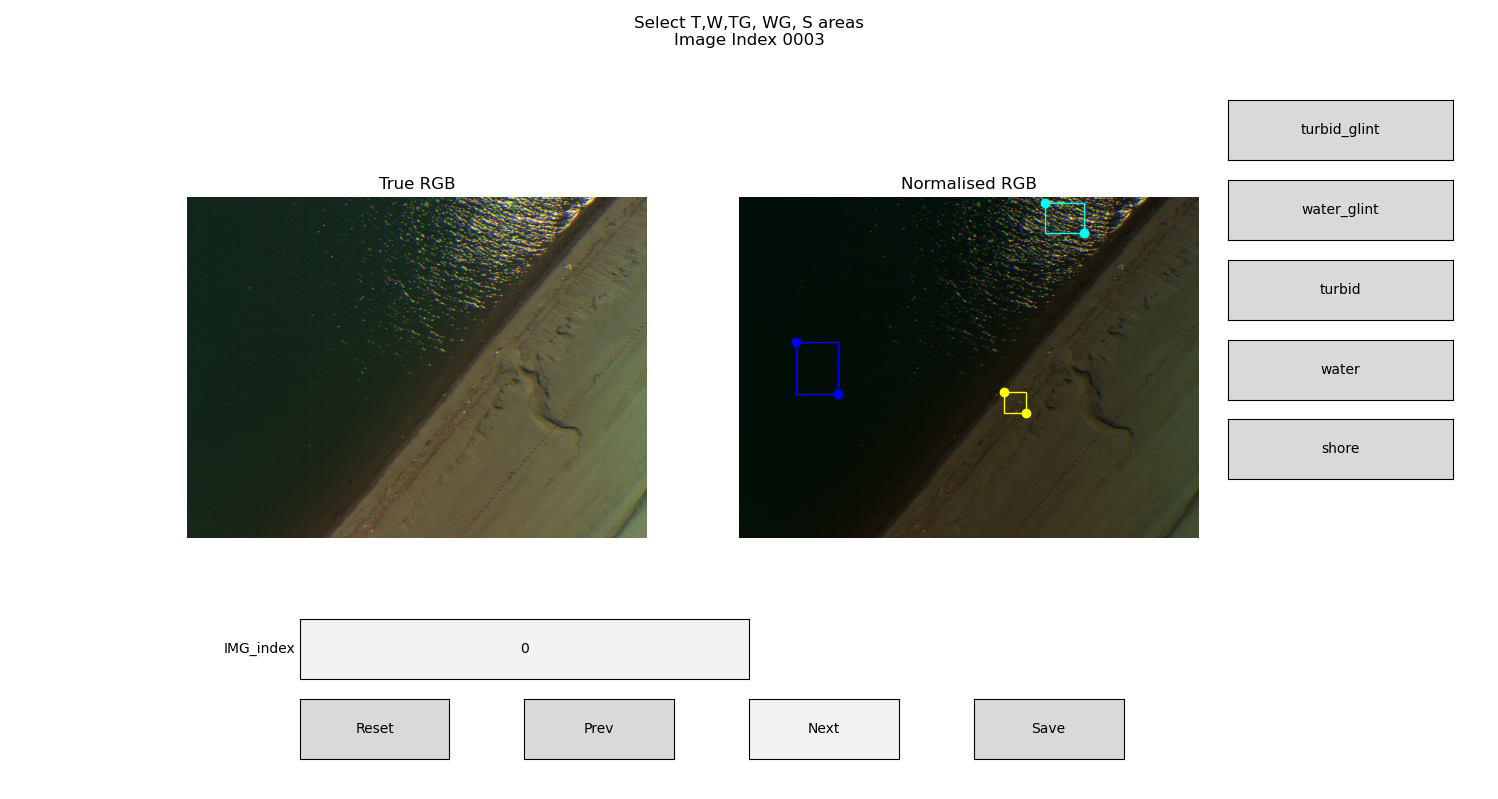 Select T,W,TG, WG, S areas
Image Index 0003
True RGB
Normalised RGB
turbid_glint
water_glint
turbid
water
shore
IMG_index
0
Reset
Prev
Next
Save